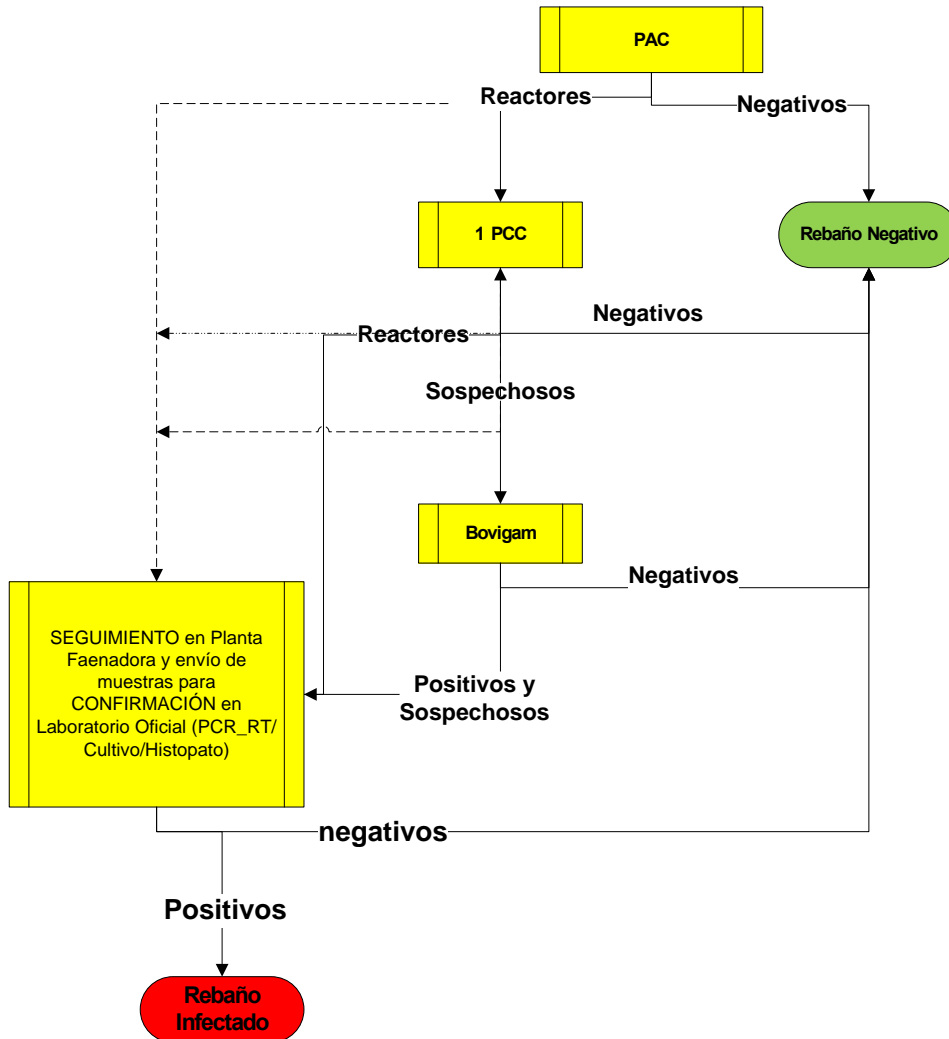 PAC
Reactores
Negativos
1 PCC
Rebaño Negativo
Negativos
Reactores
Sospechosos
Bovigam
Negativos
SEGUIMIENTO en Planta
Faenadora y envío de
muestras para
CONFIRMACIÓN en
Laboratorio Oficial (PCR_RT/
Cultivo/Histopato)
Positivos y
Sospechosos
negativos
Positivos
Rebaño
Infectado